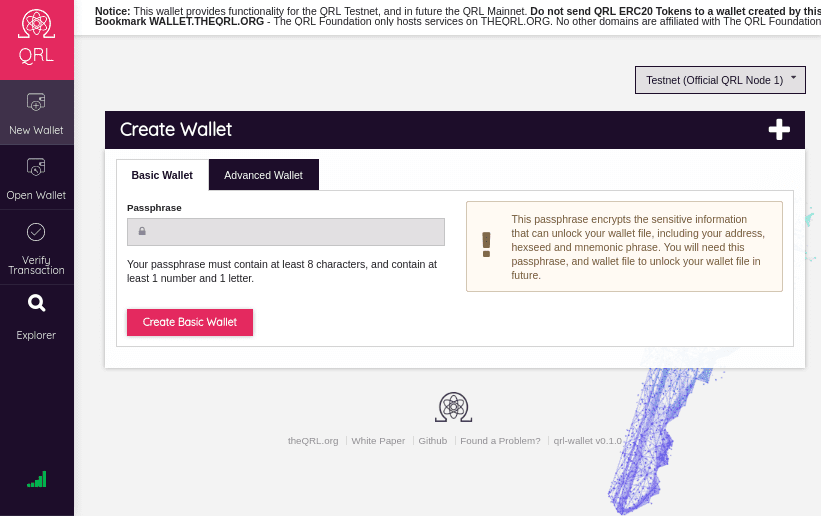 Notice: This wallet provides functionality for the QRL Testnet, and in future the QRL Mainnet. Do not send QRL ERC20 Tokens to a wallet created by this
Bookmark WALLET.THEQRL.ORG - The QRL Foundation only hosts services on THEQRL.ORG. No other domains are affiliated with The QRL Foundation
QRL
New Wallet
Open Wallet
Verify
Transaction
Explorer
Testnet (Official QRL Node 1)
Create Wallet
Basic Wallet
Advanced Wallet
Passphrase
Your passphrase must contain at least 8 characters, and contain at
least 1 number and 1 letter.
Create Basic Wallet
This passphrase encrypts the sensitive information
that can unlock your wallet file, including your address,
hexseed and mnemonic phrase. You will need this
passphrase, and wallet file to unlock your wallet file in
future.
theQRL.org | White Paper | Github | Found a Problem? | qrl-wallet v0.1.0